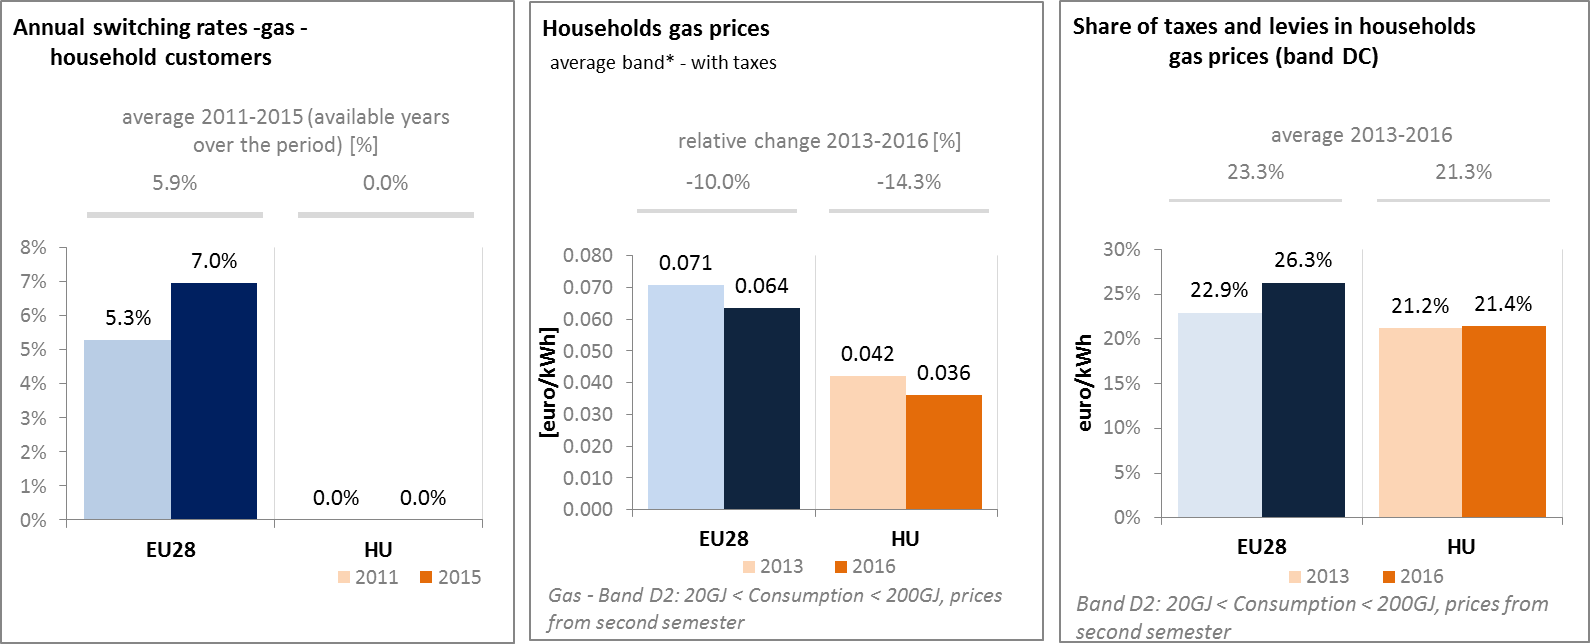 Annual switching rates -gas -
household customers
average 2011-2015 (available years
over the period) [%]
5.9%
0.0%
8%
7%
6%
5%
4%
3%
2%
1%
0%
5.3%
7.0%
0.0%
0.0%
EU28
HU
2011
2015
Households gas prices
average band* - with taxes
relative change 2013-2016 [%]
-10.0%
-14.3%
[euro/kWh]
0.080
0.070
0.060
0.050
0.040
0.030
0.020
0.010
0.000
0.071
0.064
0.042
0.036
EU28
HU
2013
2016
Gas - Band D2: 20GJ < Consumption < 200GJ, prices
from second semester
Share of taxes and levies in households
gas prices (band DC)
average 2013-2016
23.3%
21.3%
euro/kWh
30%
25%
20%
15%
10%
5%
0%
22.9%
26.3%
21.2%
21.4%
EU28
HU
2013
2016
Band D2: 20GJ < Consumption < 200GJ, prices from
second semester